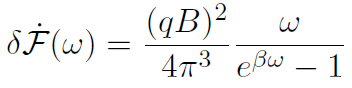 δḞ(ω) = (qB)² / 4π³ ω / e^{βω} − 1